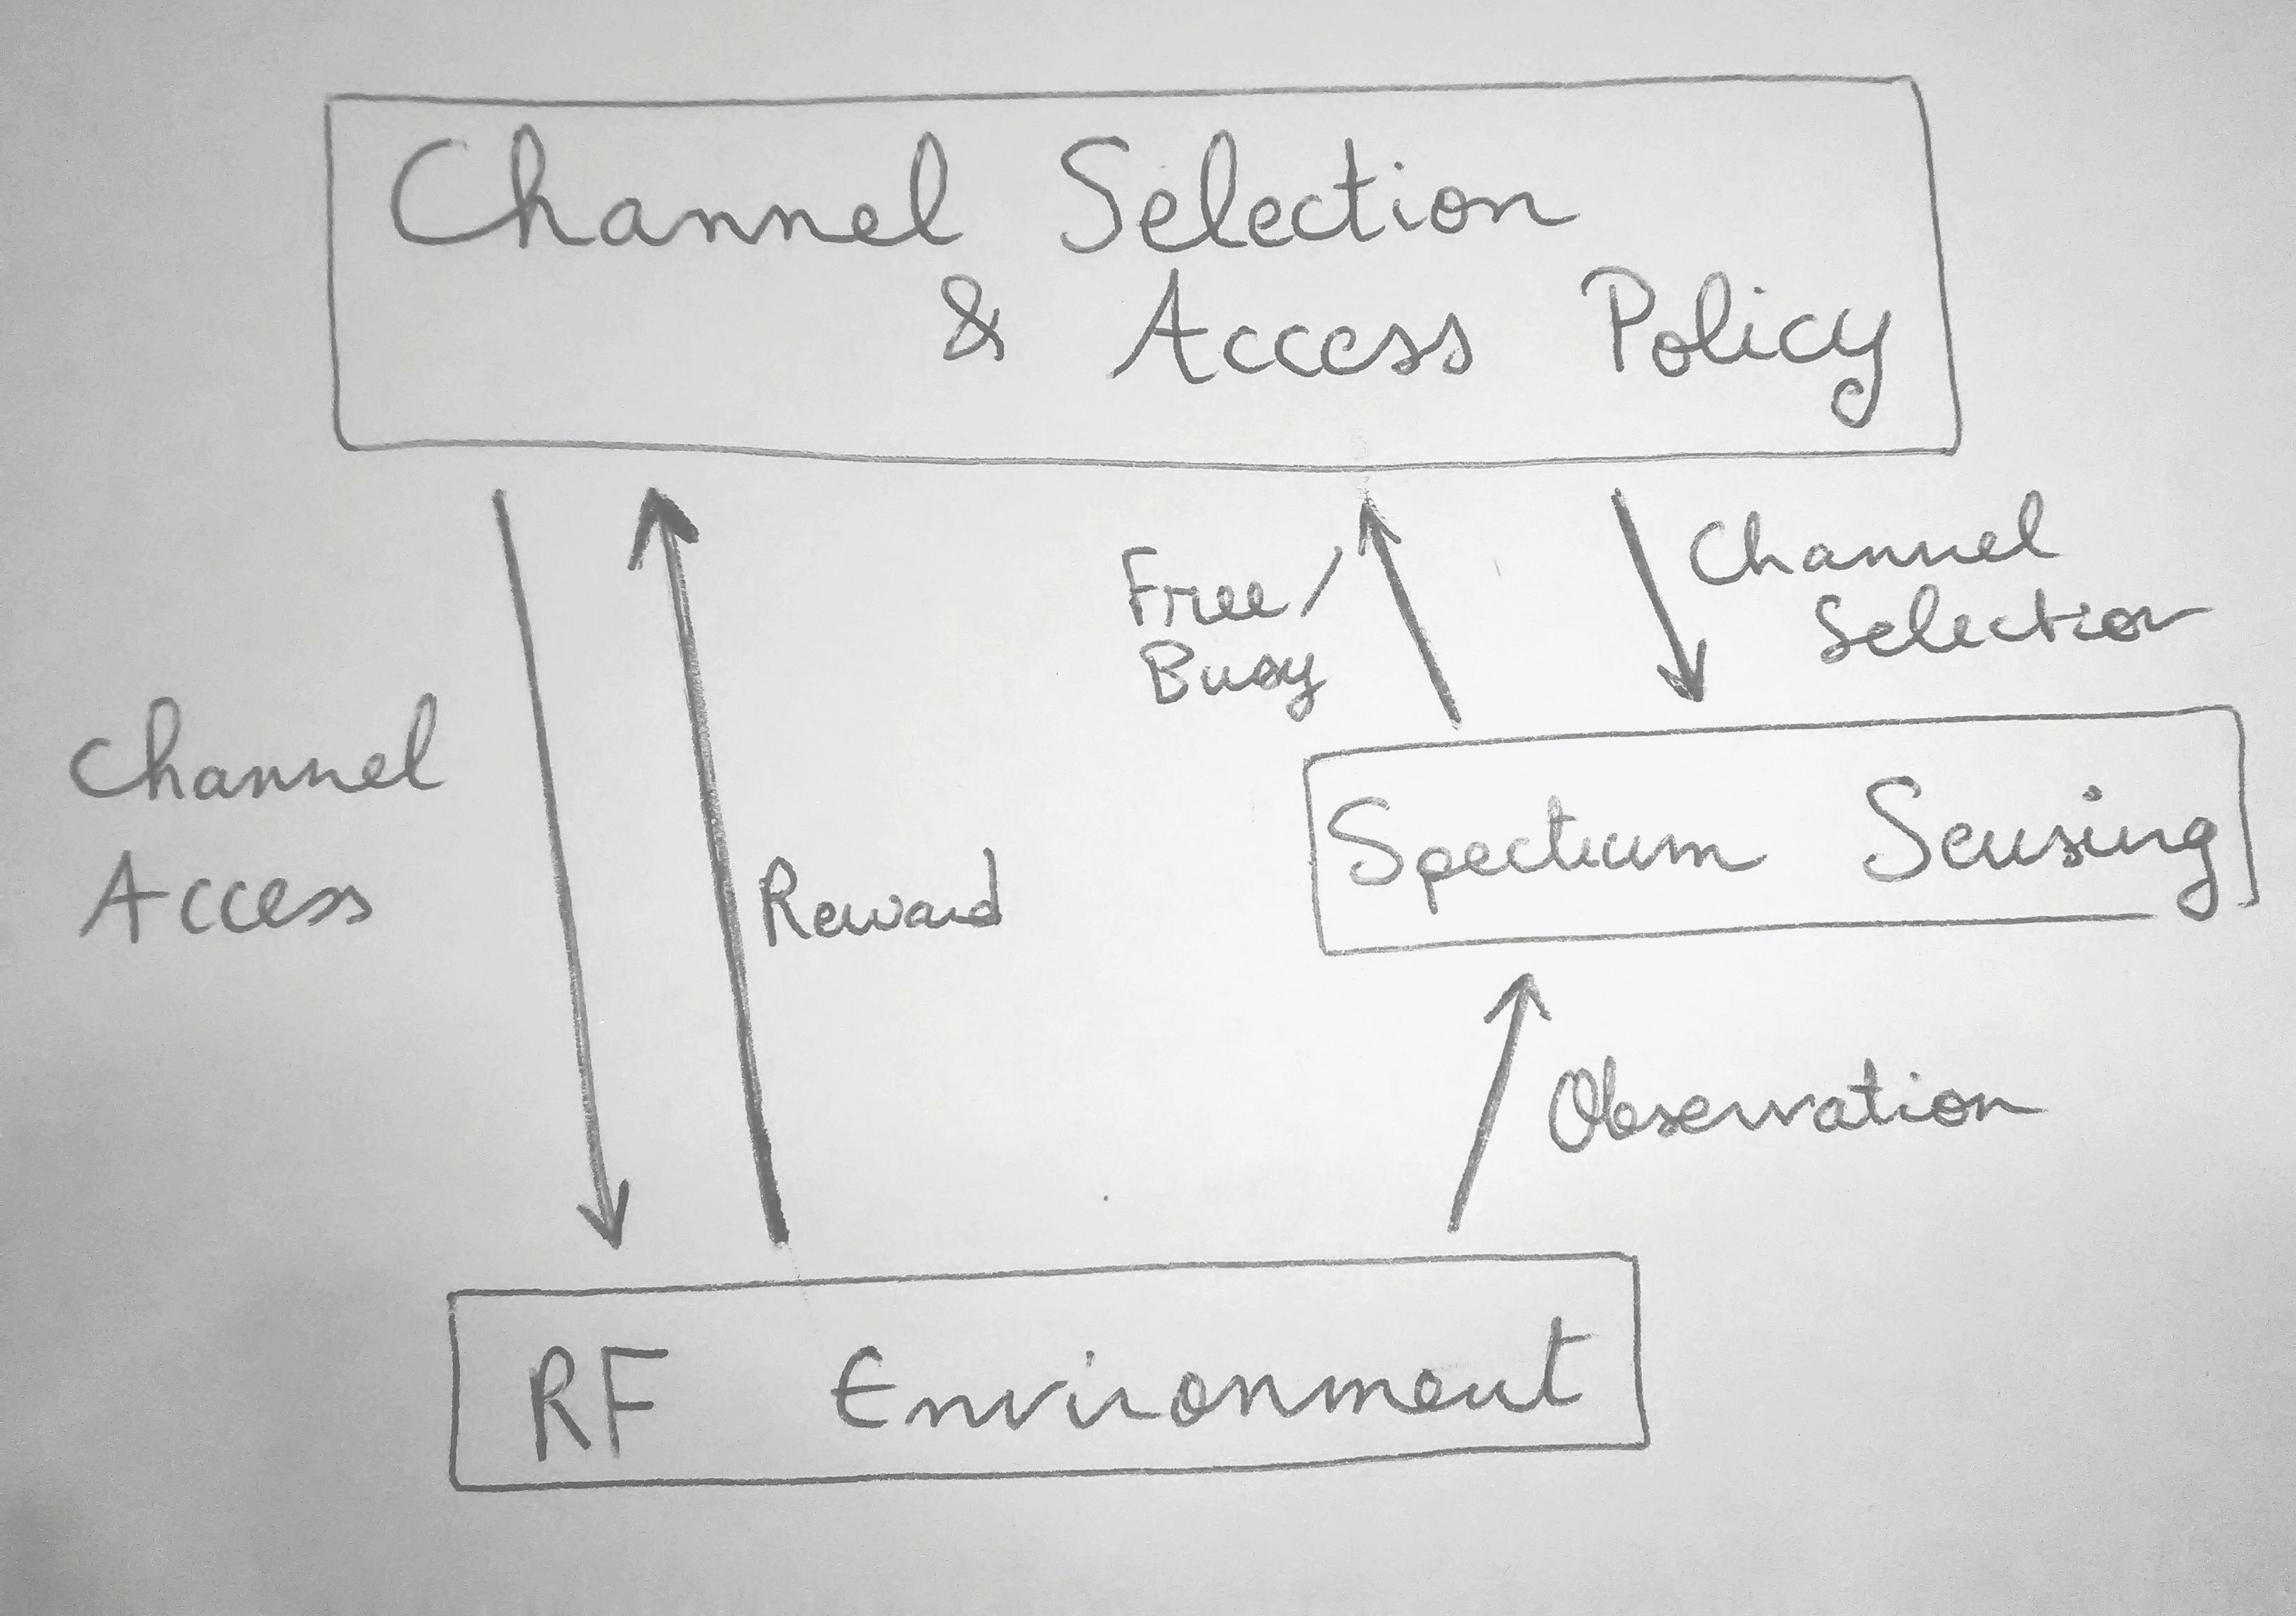 Channel Selection
& Access Policy
Free/
Busy
Channel
Selection
Channel
Access
Reward
Spectrum Sensing
Observation
RF Environment